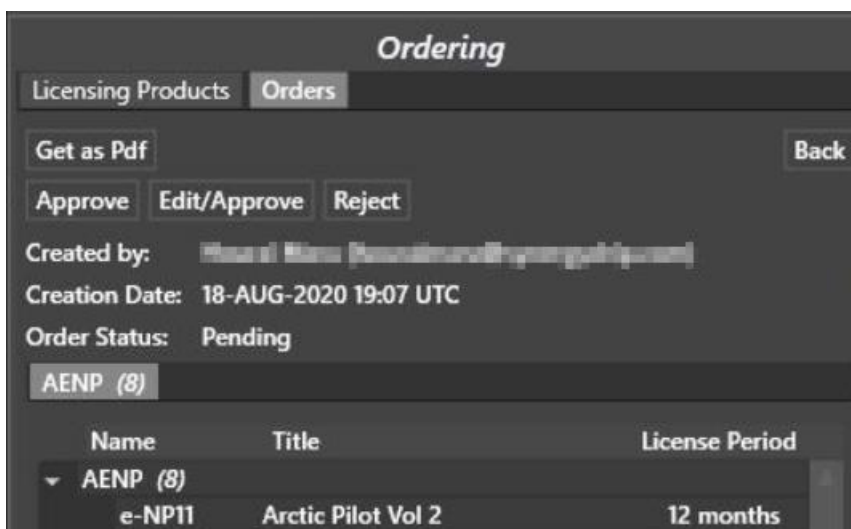 Ordering
Licensing Products Orders
Get as Pdf Back
Approve Edit/Approve Reject
Created by:
Creation Date: 18-AUG-2020 19:07 UTC
Order Status: Pending
AENP (8)
Name Title License Period
AENP (8)
e-NP11 Arctic Pilot Vol 2 12 months